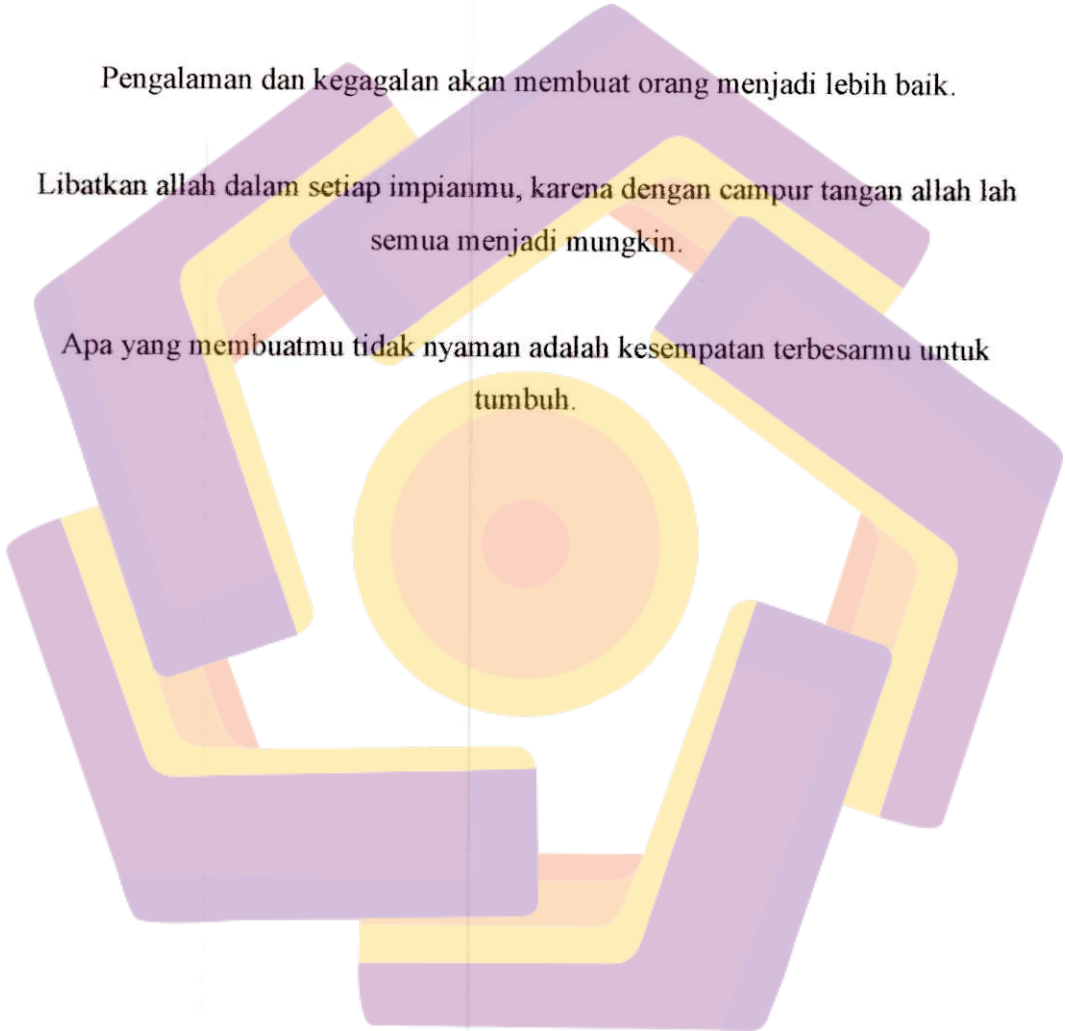 Pengalaman dan kegagalan akan membuat orang menjadi lebih baik.
Libatkan allah dalam setiap impianmu, karena dengan campur tangan allah lah
semua menjadi mungkin.
Apa yang membuatmu tidak nyaman adalah kesempatan terbesarmu untuk
tumbuh.